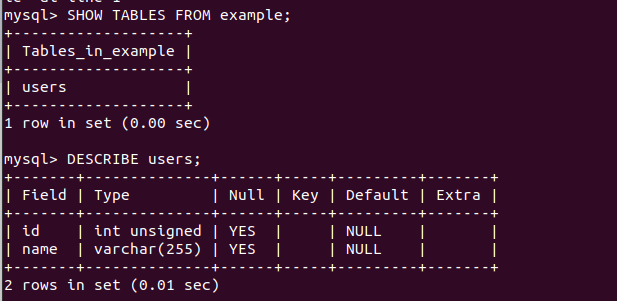 mysql> SHOW TABLES FROM example;
+-------------------+
| Tables_in_example |
+-------------------+
| users             |
+-------------------+
1 row in set (0.00 sec)

mysql> DESCRIBE users;
+-------+--------------+------+-----+---------+-------+
| Field | Type         | Null | Key | Default | Extra |
+-------+--------------+------+-----+---------+-------+
| id    | int unsigned | YES  |     | NULL    |       |
| name  | varchar(255) | YES  |     | NULL    |       |
+-------+--------------+------+-----+---------+-------+
2 rows in set (0.01 sec)